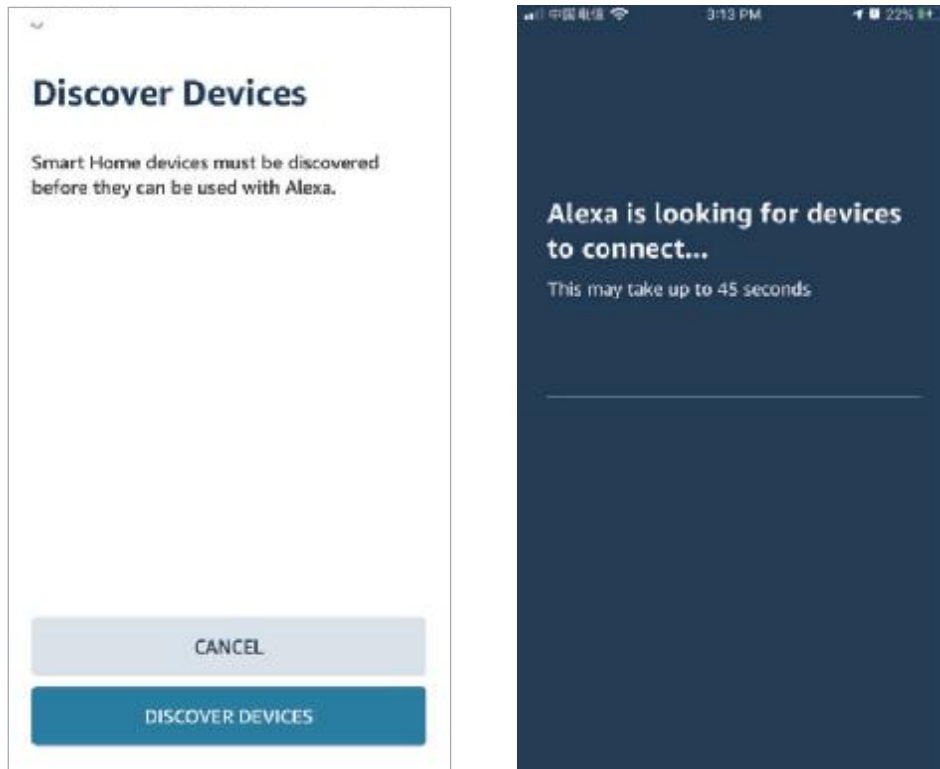 Discover Devices
Smart Home devices must be discovered
before they can be used with Alexa.
CANCEL
DISCOVER DEVICES
中国电信 3:13 PM 22%
Alexa is looking for devices
to connect...
This may take up to 45 seconds